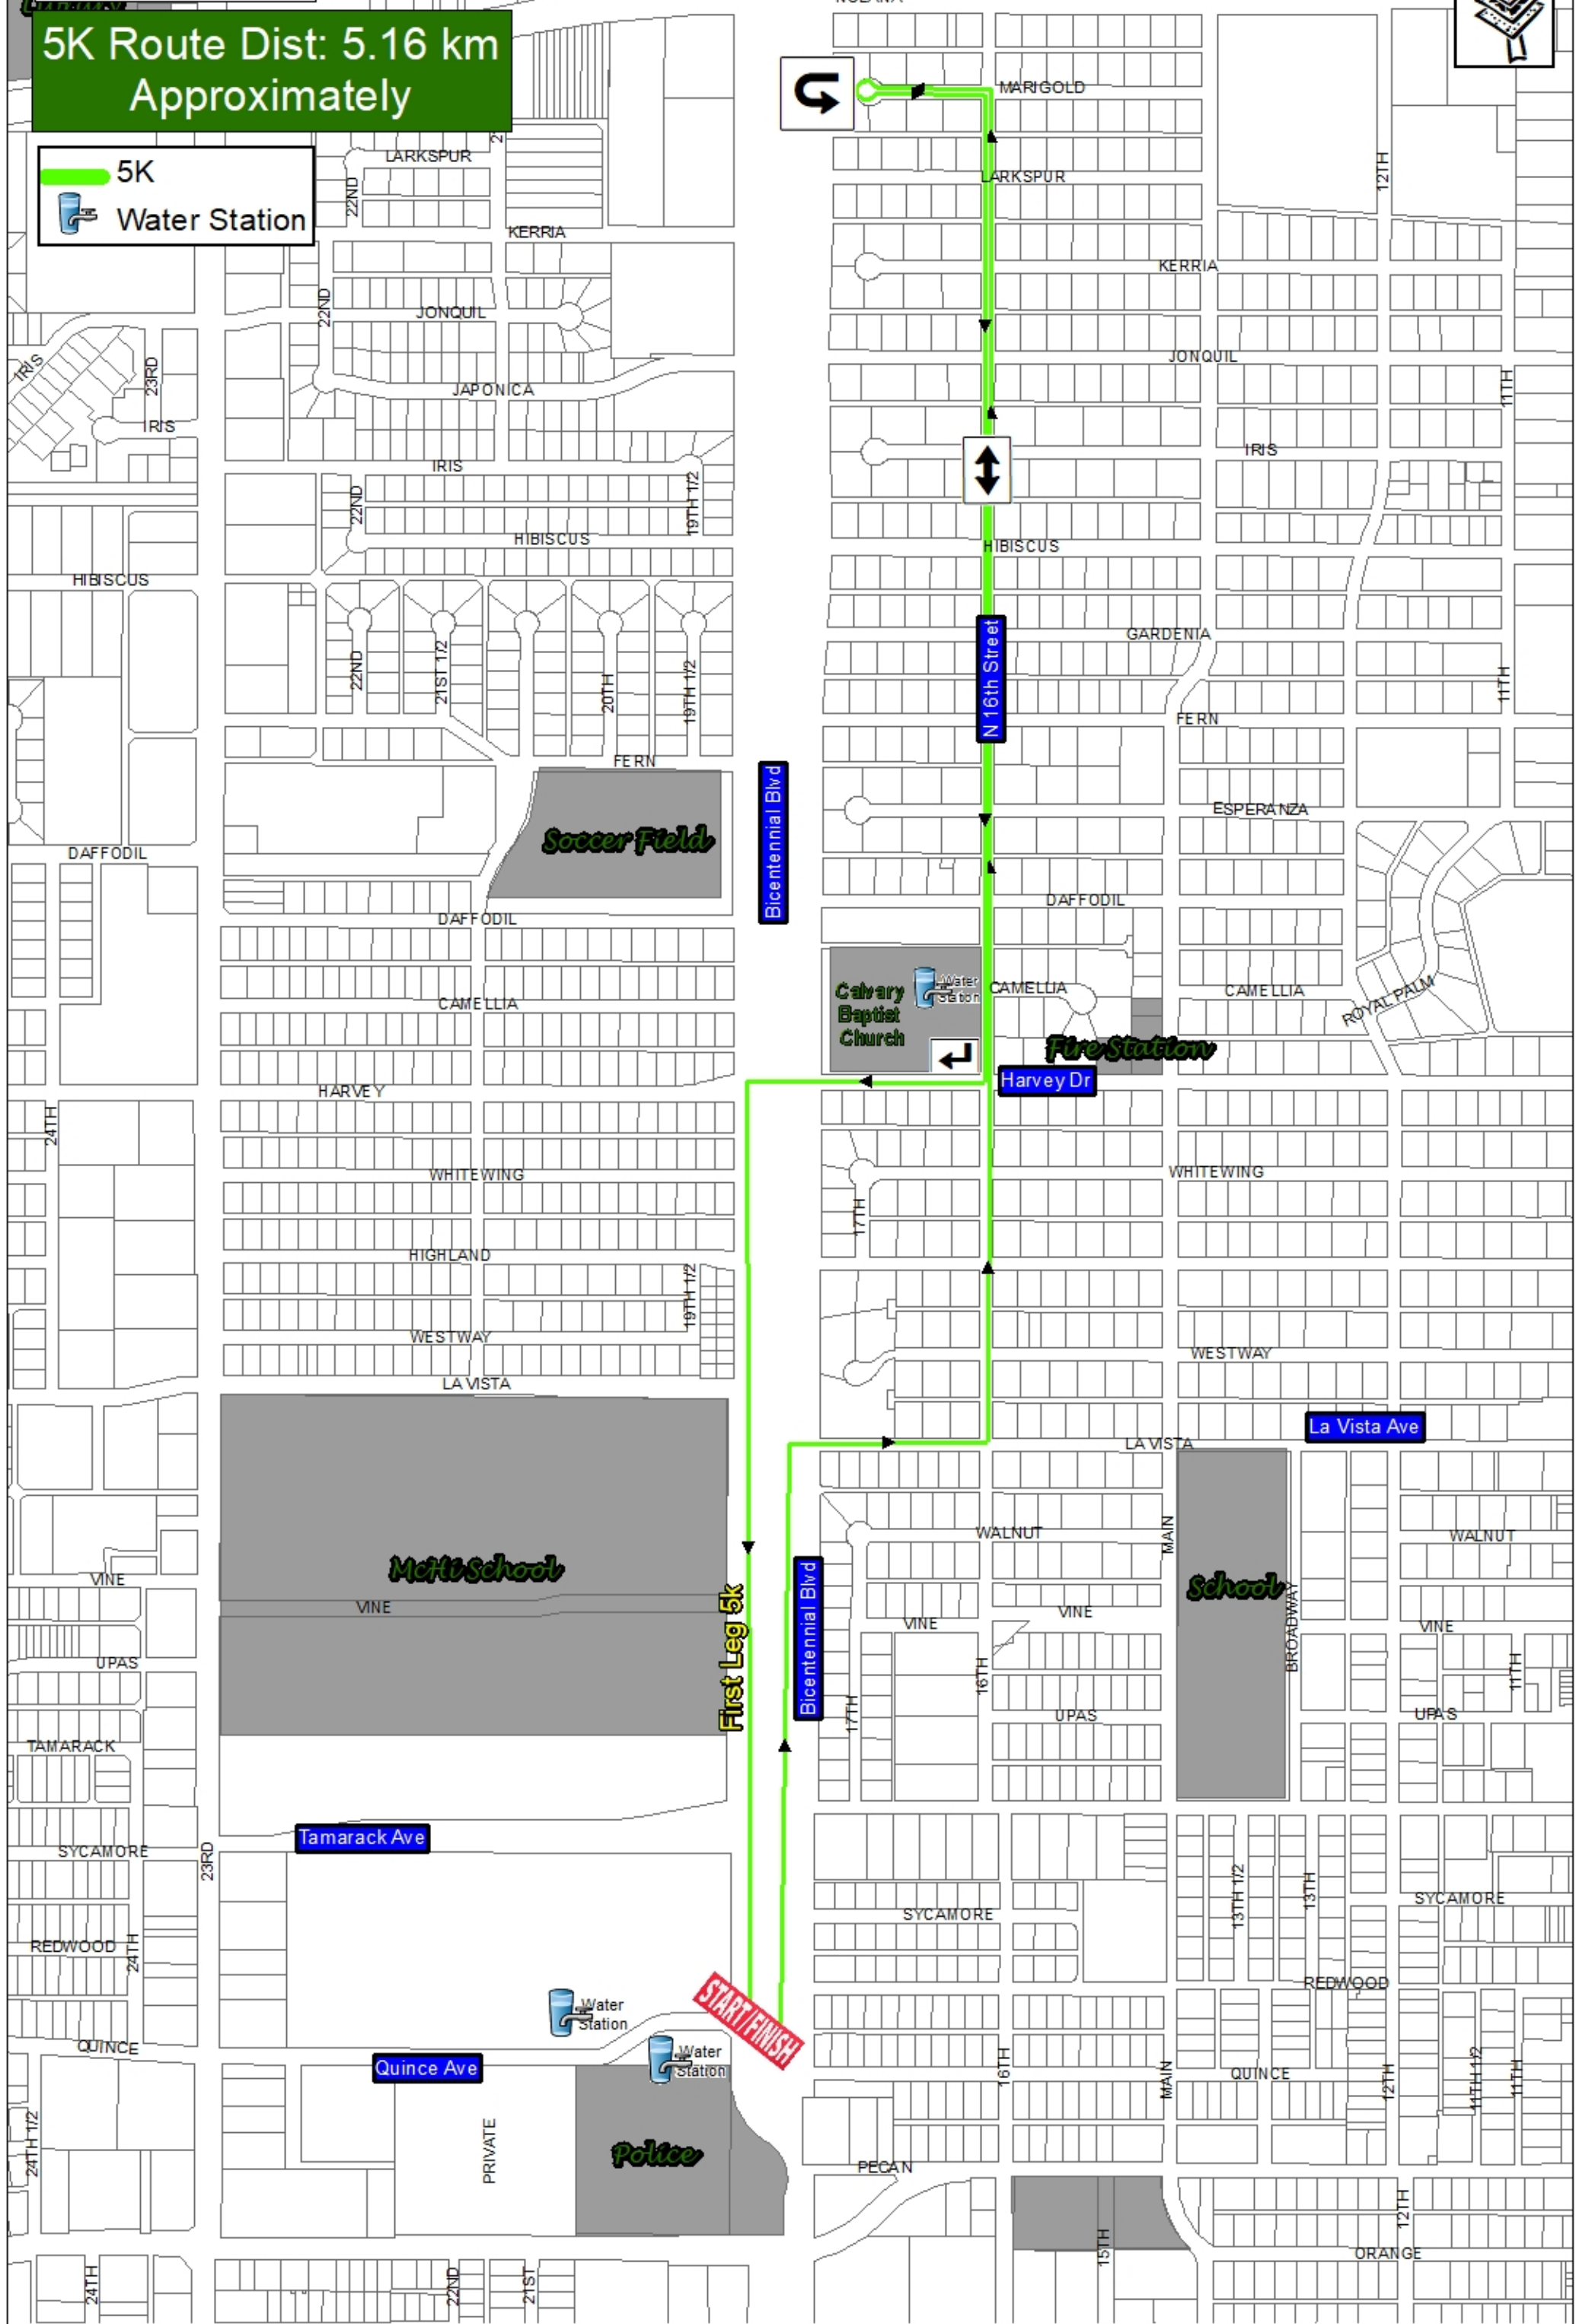 5K Route Dist: 5.16 km
Approximately
5K
Water Station
LARKSPUR
22ND
KERRIA
22ND
JONQUIL
IRIS
23RD
JAPONICA
IRIS
IRIS
22ND
19TH 1/2
HIBISCUS
HIBISCUS
22ND
21ST 1/2
20TH
19TH 1/2
FERN
Soccer Field
Bicentennial Blvd
DAFFODIL
DAFFODIL
CAMELLIA
HARVEY
24TH
WHITEWING
HIGHLAND
19TH 1/2
WESTWAY
LA VISTA
McHi School
VINE
VINE
UPAS
First Leg 5k
TAMARACK
Tamarack Ave
SYCAMORE
23RD
REDWOOD
24TH
Water
Station
START/FINISH
Water
Station
QUINCE
Quince Ave
24TH 1/2
PRIVATE
Police
24TH
22ND
21ST
MARIGOLD
LARKSPUR
12TH
KERRIA
JONQUIL
11TH
IRIS
HIBISCUS
N 16th Street
GARDENIA
11TH
FERN
ESPERANZA
DAFFODIL
Calvary
Baptist
Church
Water
Station
CAMELLIA
CAMELLIA
ROYAL PALM
Fire Station
Harvey Dr
WHITEWING
17TH
WESTWAY
La Vista Ave
LA VISTA
WALNUT
MAIN
WALNUT
School
Bicentennial Blvd
VINE
VINE
BROADWAY
VINE
16TH
11TH
17TH
UPAS
UPAS
13TH 1/2
13TH
SYCAMORE
SYCAMORE
REDWOOD
16TH
MAIN
QUINCE
12TH
11TH 1/2
11TH
PECAN
12TH
15TH
ORANGE